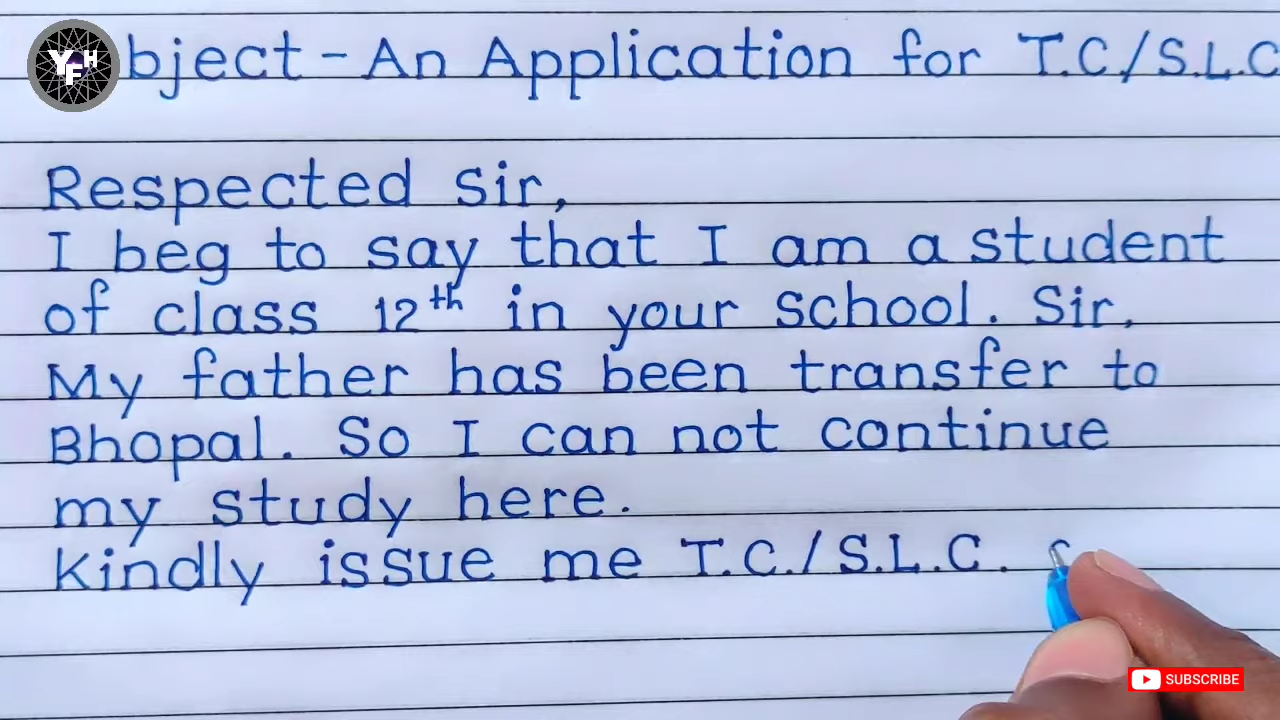 YFH
bject - An Application for T.C./S.L.C
Respected Sir,
I beg to say that I am a student
of class 12th in your school. Sir,
My father has been transfer to
Bhopal. So I can not continue
my study here.
Kindly issue me T.C./S.L.C.
SUBSCRIBE